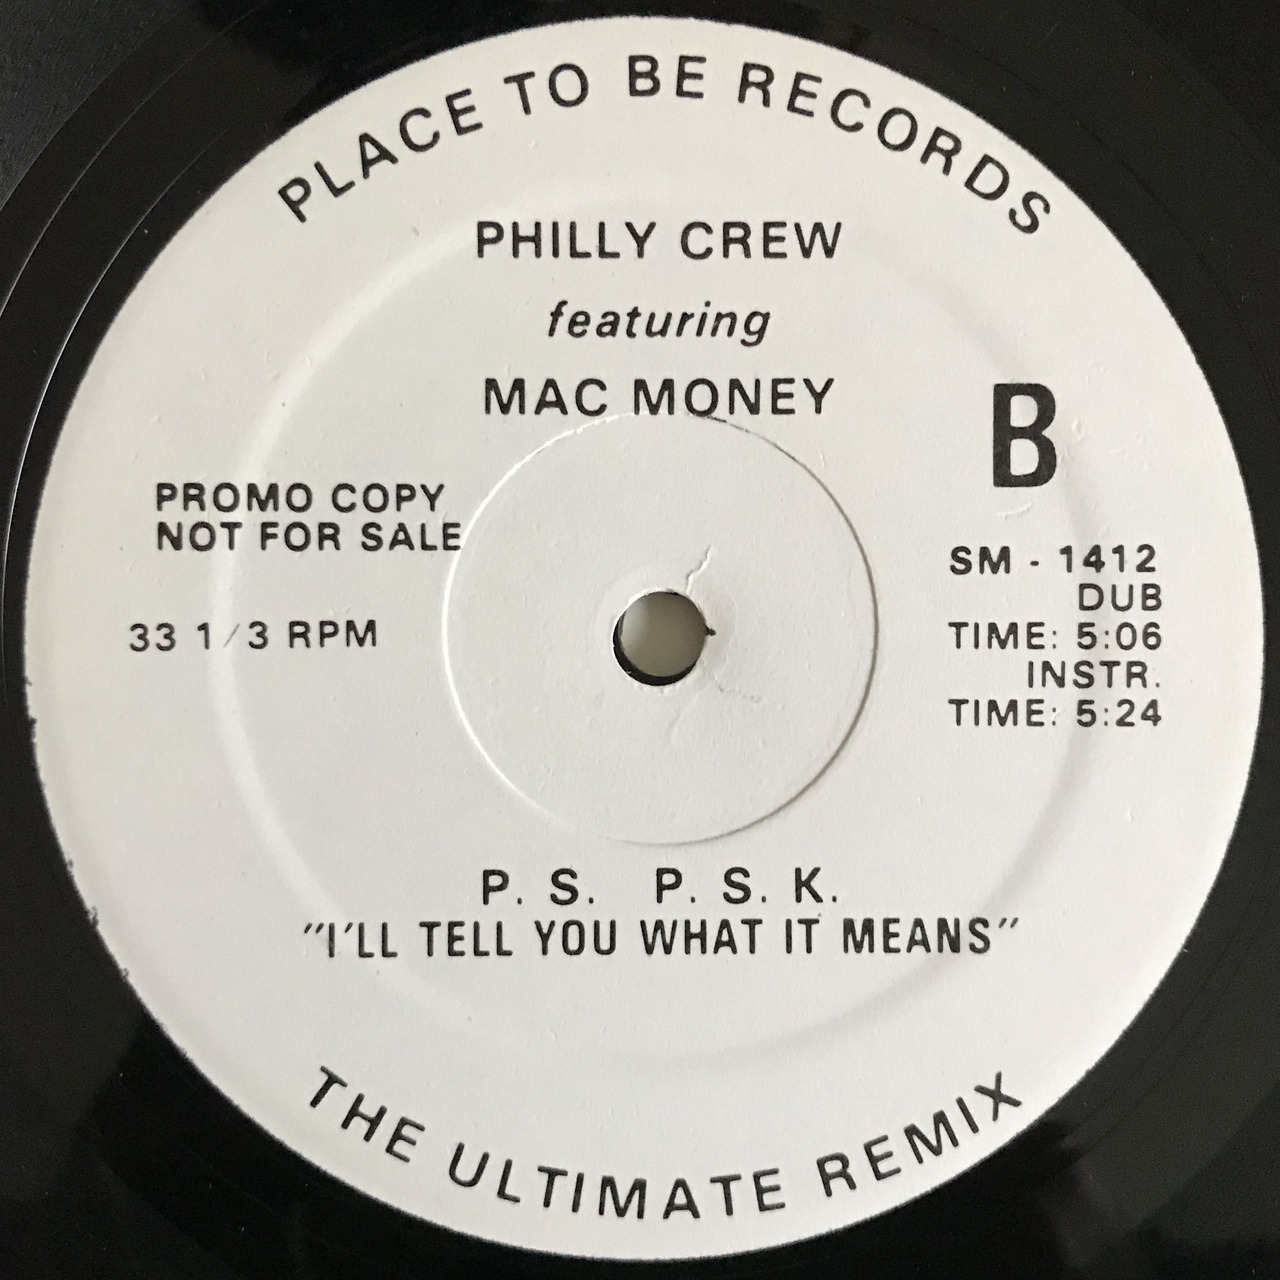 PLACE TO BE RECORDS
PHILLY CREW
featuring
MAC MONEY
B
PROMO COPY
NOT FOR SALE
33 1/3 RPM
SM - 1412
DUB
TIME: 5:06
INSTR.
TIME: 5:24
P. S. P. S. K.
"I'LL TELL YOU WHAT IT MEANS"
THE ULTIMATE REMIX